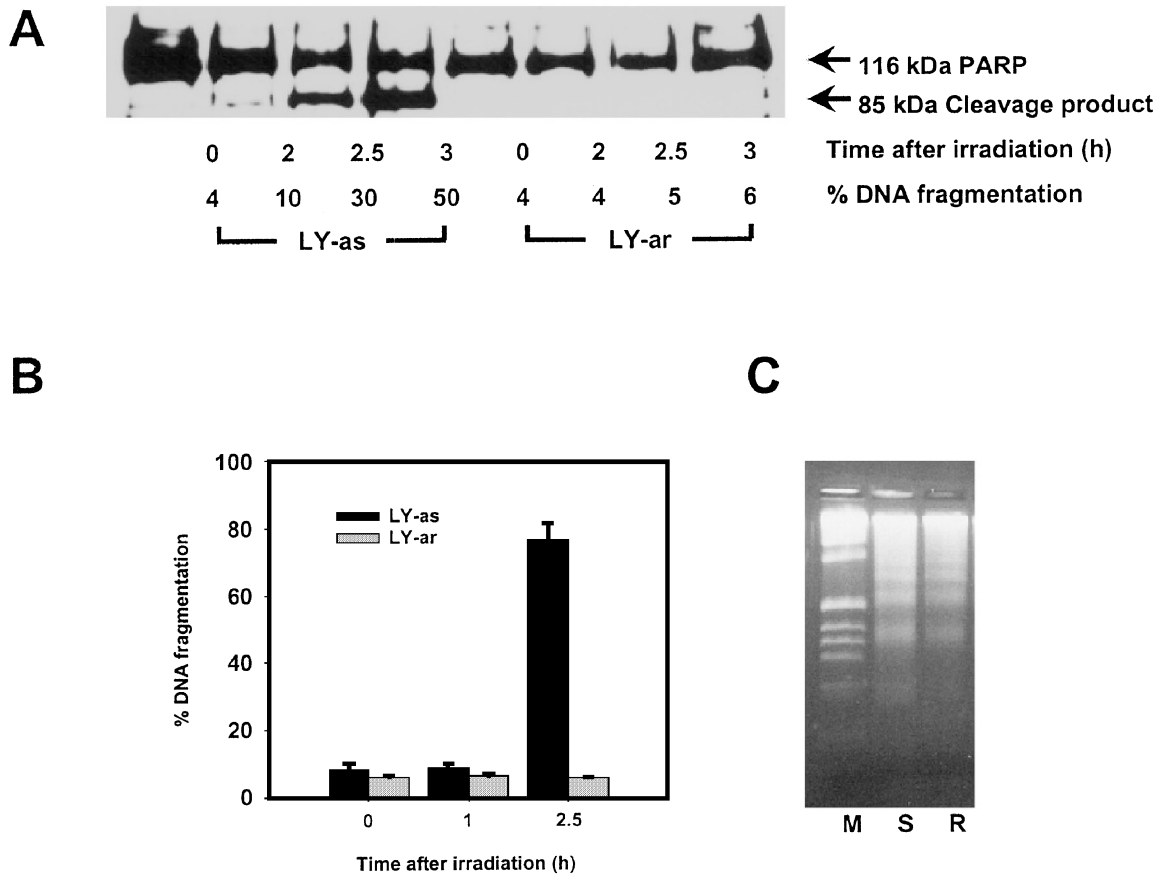 A
116 kDa PARP
85 kDa Cleavage product
0 2 2.5 3 0 2 2.5 3 Time after irradiation (h)
4 10 30 50 4 4 5 6 % DNA fragmentation
LY-as LY-ar
B
C
100
80
60
40
20
0
% DNA fragmentation
LY-as
LY-ar
0 1 2.5
Time after irradiation (h)
M S R